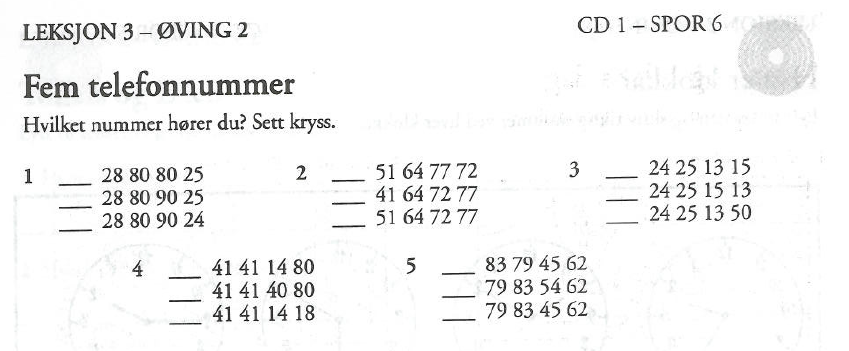 LEKSJON 3 – ØVING 2
CD 1 – SPOR 6
Fem telefonnummer
Hvilket nummer hører du? Sett kryss.
1 ___ 28 80 80 25
___ 28 80 90 25
___ 28 80 90 24
2 ___ 51 64 77 72
___ 41 64 72 77
___ 51 64 72 77
3 ___ 24 25 13 15
___ 24 25 15 13
___ 24 25 13 50
4 ___ 41 41 14 80
___ 41 41 40 80
___ 41 41 14 18
5 ___ 83 79 45 62
___ 79 83 54 62
___ 79 83 45 62